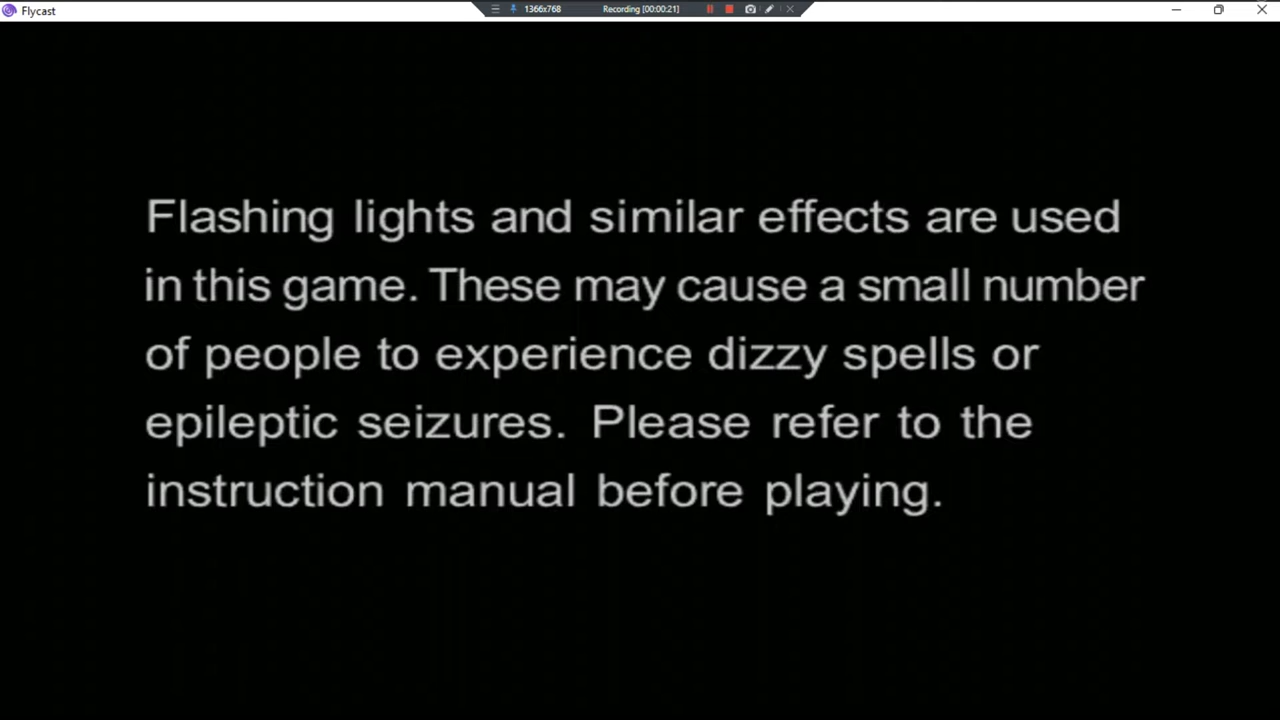 Flycast
1366x768
Recording [00:00:21]
Flashing lights and similar effects are used
in this game. These may cause a small number
of people to experience dizzy spells or
epileptic seizures. Please refer to the
instruction manual before playing.